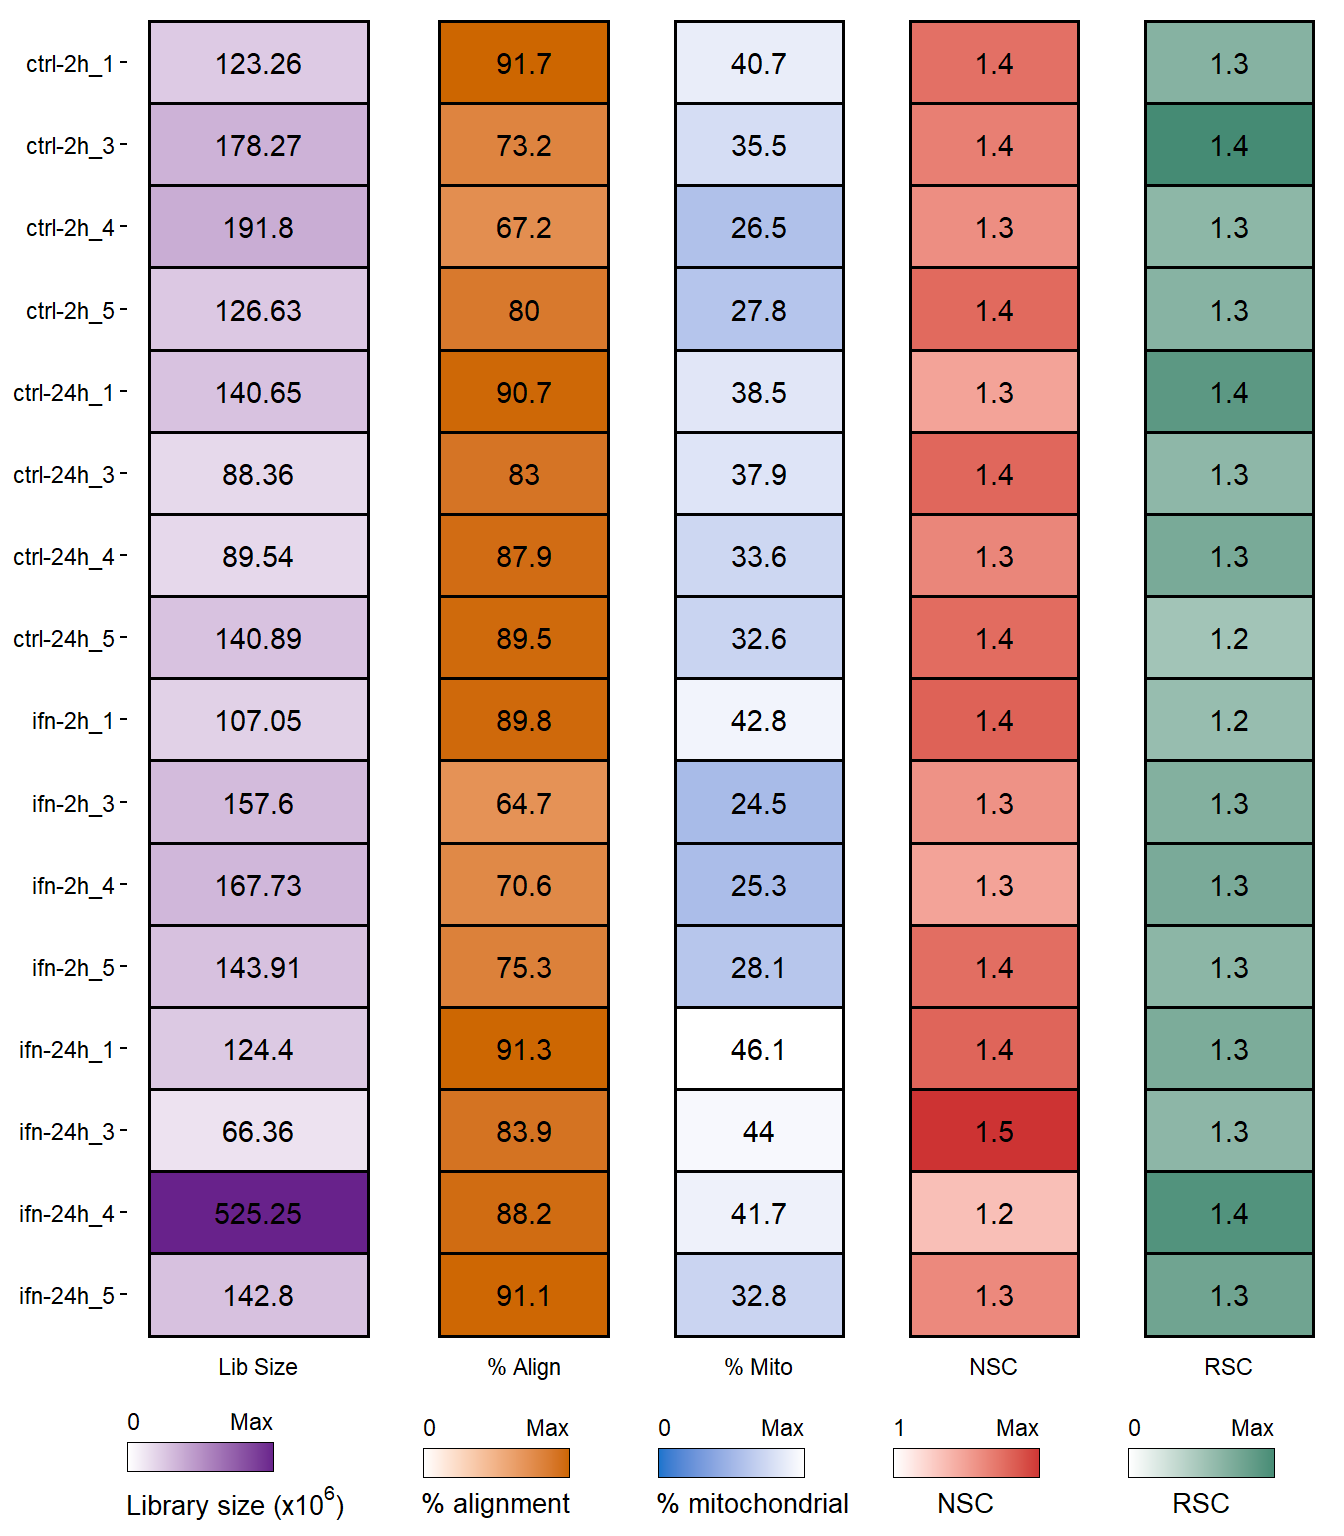 ctrl-2h_1 123.26 91.7 40.7 1.4 1.3
ctrl-2h_3 178.27 73.2 35.5 1.4 1.4
ctrl-2h_4 191.8 67.2 26.5 1.3 1.3
ctrl-2h_5 126.63 80 27.8 1.4 1.3
ctrl-24h_1 140.65 90.7 38.5 1.3 1.4
ctrl-24h_3 88.36 83 37.9 1.4 1.3
ctrl-24h_4 89.54 87.9 33.6 1.3 1.3
ctrl-24h_5 140.89 89.5 32.6 1.4 1.2
ifn-2h_1 107.05 89.8 42.8 1.4 1.2
ifn-2h_3 157.6 64.7 24.5 1.3 1.3
ifn-2h_4 167.73 70.6 25.3 1.3 1.3
ifn-2h_5 143.91 75.3 28.1 1.4 1.3
ifn-24h_1 124.4 91.3 46.1 1.4 1.3
ifn-24h_3 66.36 83.9 44 1.5 1.3
ifn-24h_4 525.25 88.2 41.7 1.2 1.4
ifn-24h_5 142.8 91.1 32.8 1.3 1.3
Lib Size % Align % Mito NSC RSC
0 Max 0 Max 0 Max 1 Max 0 Max
Library size (x10⁶) % alignment % mitochondrial NSC RSC